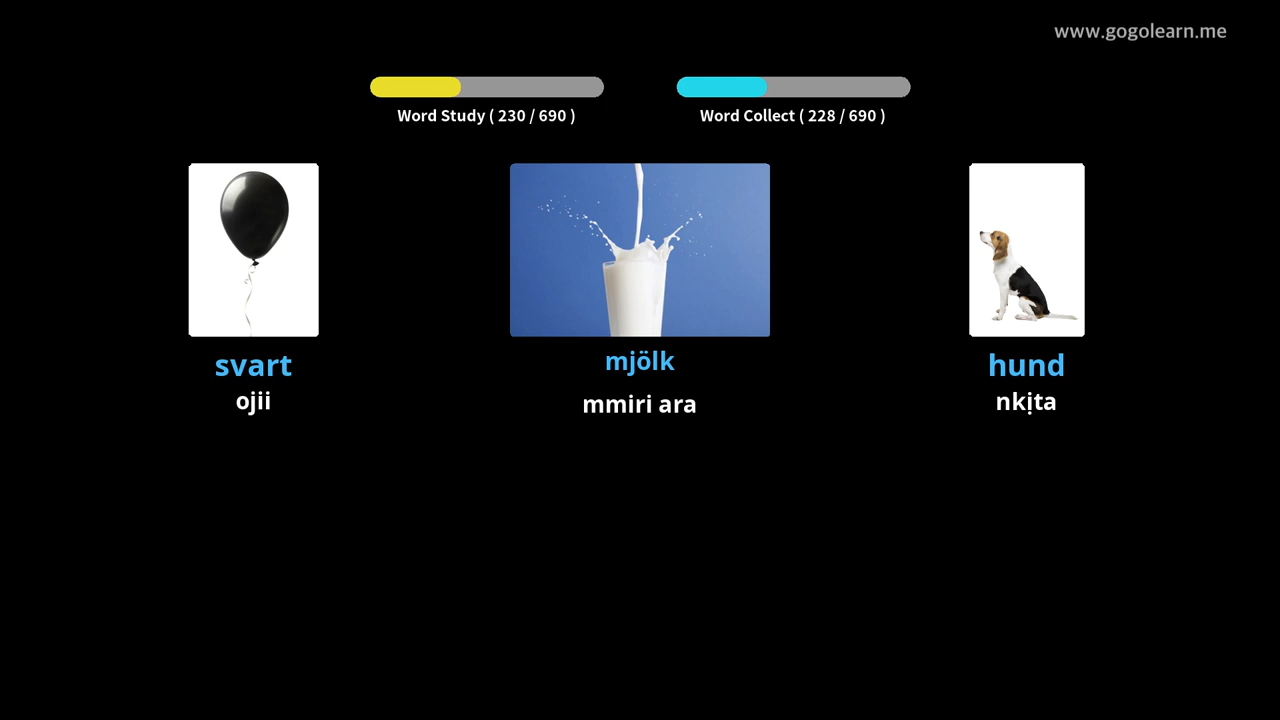 www.gogolearn.me
Word Study ( 230 / 690 )
Word Collect ( 228 / 690 )
svart
ojii
mjölk
mmiri ara
hund
nkịta